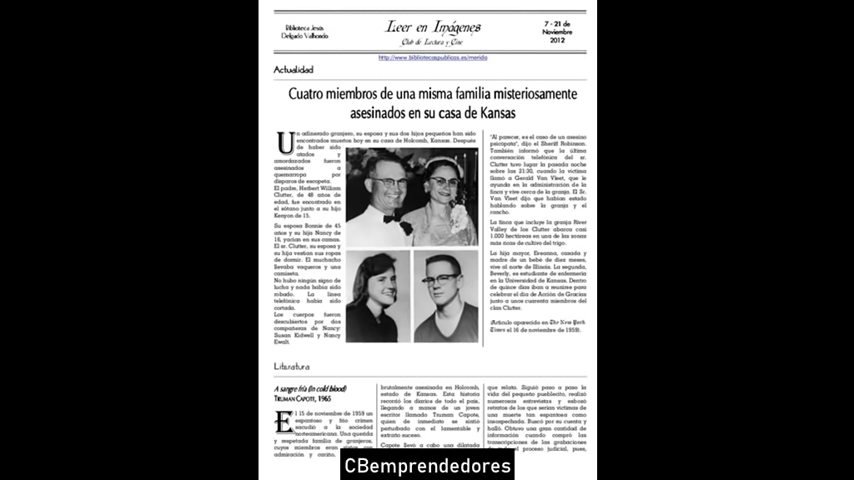 Biblioteca Jesús
Delgado Valhondo
Leer en Imágenes
Club de Lectura y Cine
7 - 21 de
Noviembre
2012
http://www.bibliotecaspublicas.es/merida
Actualidad
Cuatro miembros de una misma familia misteriosamente
asesinados en su casa de Kansas
Un adinerado granjero, su esposa y sus dos hijos pequeños han sido
encontrados muertos hoy en su casa de Holcomb, Kansas. Después
de haber sido
atados y
amordazados fueron
asesinados a
quemarropa por
disparos de escopeta.
El padre, Herbert William
Clutter, de 48 años de
edad, fue encontrado en
el sótano junto a su hijo
Kenyon de 15.
Su esposa Bonnie de 45
años y su hija Nancy de
16, yacían en sus camas.
El sr. Clutter, su esposa y
su hija vestían sus ropas
de dormir. El muchacho
llevaba vaqueros y una
camiseta.
No hubo ningún signo de
lucha y nada había sido
robado. La línea
telefónica había sido
cortada.
Los cuerpos fueron
descubiertos por dos
compañeras de Nancy:
Susan Kidwell y Nancy
Ewalt.
"Al parecer, es el caso de un asesino
psicópata", dijo el Sheriff Robinson.
También informó que la última
conversación telefónica del sr.
Clutter tuvo lugar la pasada noche
sobre las 21:30, cuando la víctima
llamó a Gerald Van Vleet, que le
ayuda en la administración de la
finca y vive cerca de la granja. El Sr.
Van Vleet dijo que habían estado
hablando sobre la granja y el
rancho.
La finca que incluye la granja River
Valley de los Clutter abarca casi
1.000 hectáreas en una de las zonas
más ricas de cultivo del trigo.
La hija mayor, Eveanna, casada y
madre de un bebé de diez meses,
vive al norte de Illinois. La segunda,
Beverly, es estudiante de enfermería
en la Universidad de Kansas. Dentro
de quince días iban a reunirse para
celebrar el día de Acción de Gracias
junto a unos cuarenta miembros del
clan Clutter.
(Artículo aparecido en The New York
Times el 16 de noviembre de 1959).
Literatura
A sangre fría (In cold blood)
TRUMAN CAPOTE, 1965
El 15 de noviembre de 1959 un
espantoso y frío crimen
encudió a la sociedad
norteamericana. Una querida
y respetada familia de granjeros,
cuyos miembros eran
admiración y cariño,
brutalmente asesinada en Holcomb,
estado de Kansas. Esta historia
recorrió los diarios de todo el país,
llegando a manos de un joven
escritor llamado Truman Capote,
quien de inmediato se sintió
perturbado con el lamentable y
extraño suceso.
Capote llevó a cabo una dilatada
que relata. Siguió paso a paso la
vida del pequeño pueblecito, realizó
numerosas entrevistas y esbozó
retratos de los que serían víctimas de
una muerte tan espantosa como
insospechada. Buscó por su cuenta y
halló. Obtuvo una gran cantidad de
información cuando compró las
transcripciones de las grabaciones
el proceso judicial, pues,
CBemprendedores